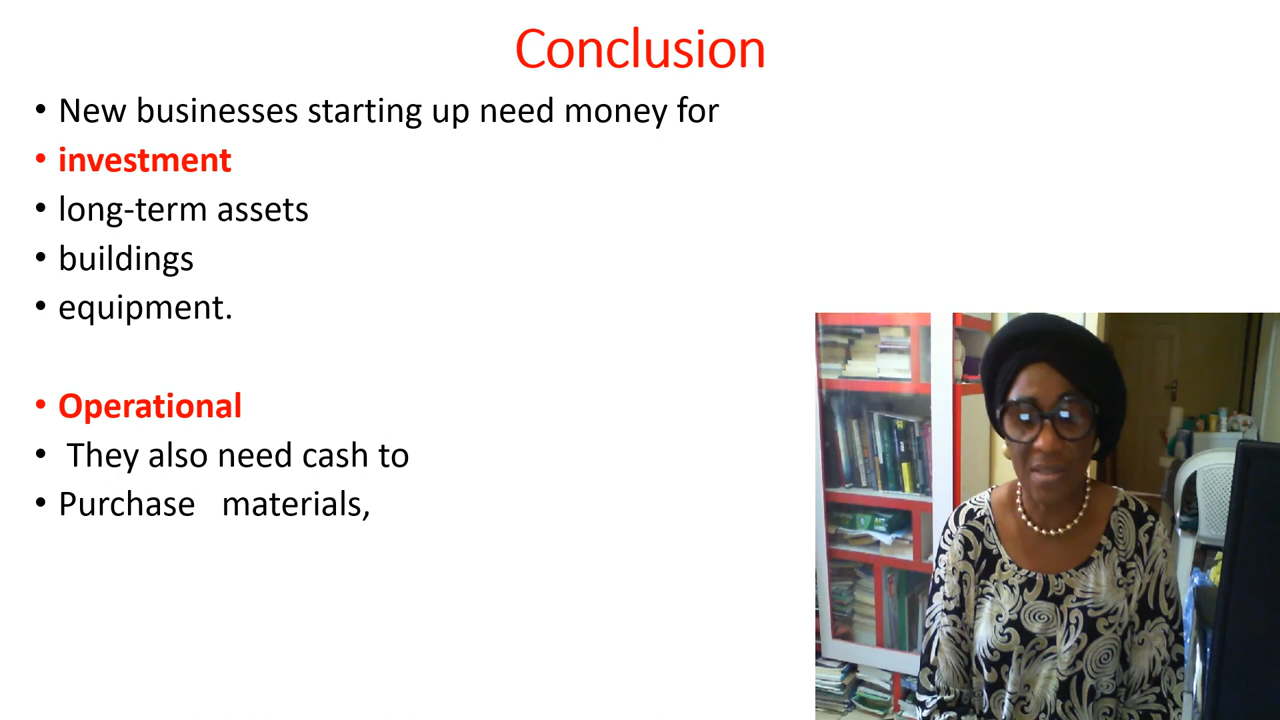 Conclusion
• New businesses starting up need money for
• investment
• long-term assets
• buildings
• equipment.
• Operational
• They also need cash to
• Purchase materials,